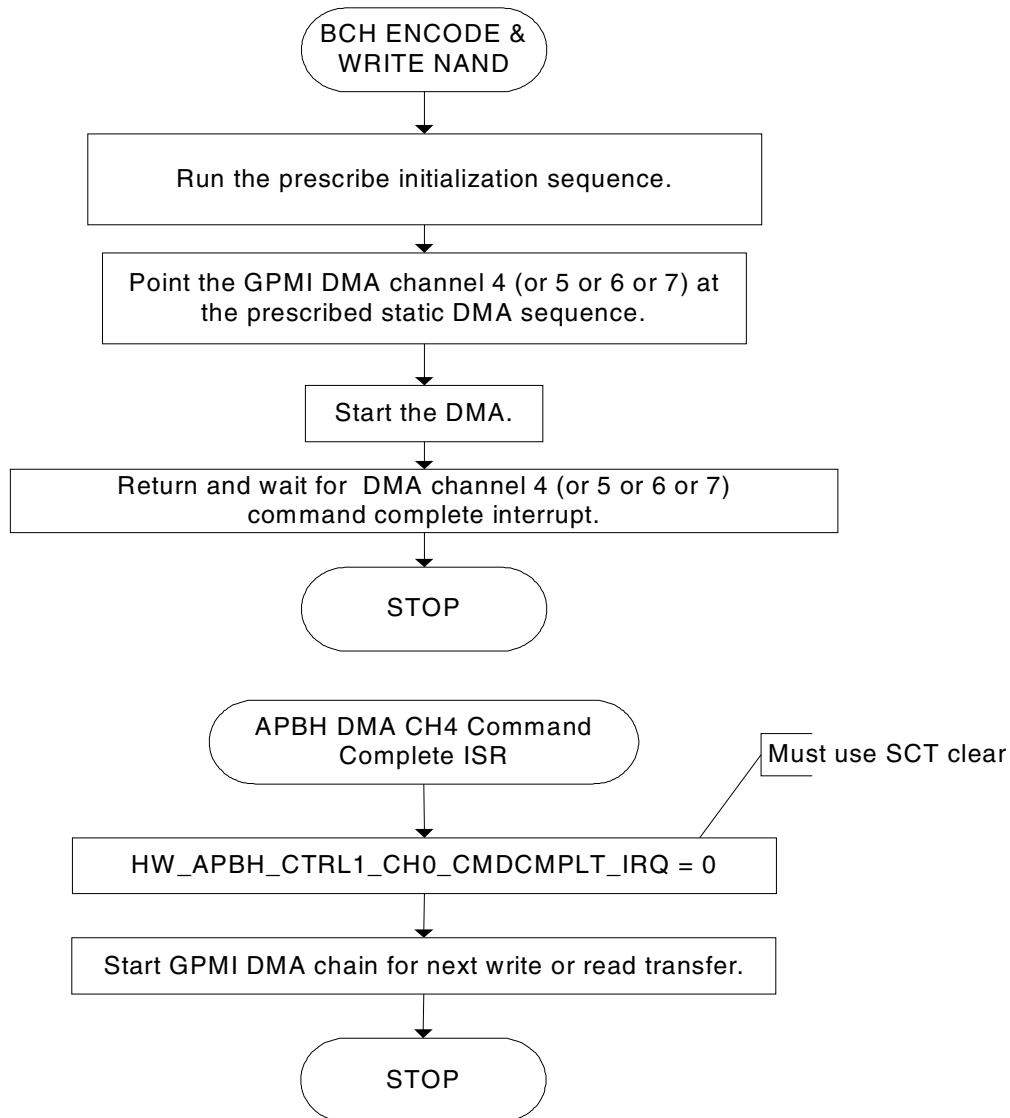 BCH ENCODE &
WRITE NAND
Run the prescribe initialization sequence.
Point the GPMI DMA channel 4 (or 5 or 6 or 7) at
the prescribed static DMA sequence.
Start the DMA.
Return and wait for DMA channel 4 (or 5 or 6 or 7)
command complete interrupt.
STOP
APBH DMA CH4 Command
Complete ISR
Must use SCT clear
HW_APBH_CTRL1_CH0_CMDCMPLT_IRQ = 0
Start GPMI DMA chain for next write or read transfer.
STOP